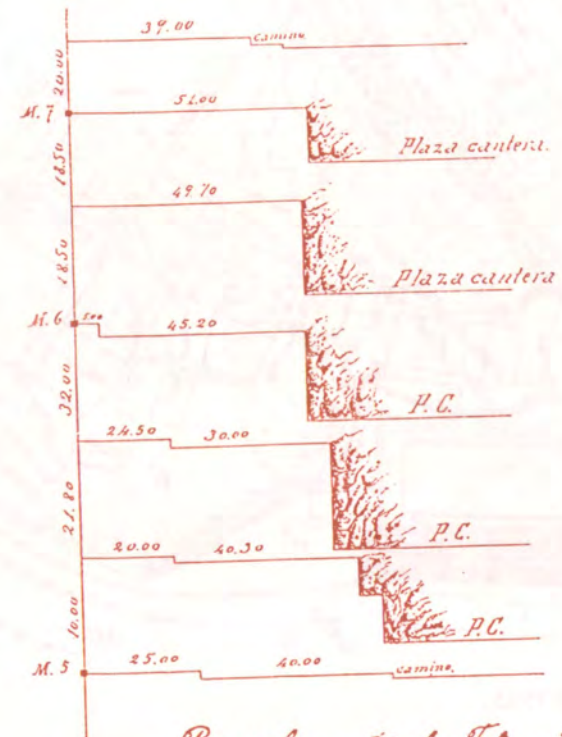 39.00 camino
20.00
M. 7 51.00
Plaza cantera.
18.50
49.70
18.50
Plaza cantera
M. 6 5.00 45.20
32.00
P. C.
24.50 30.00
21.80
P. C.
20.00 40.30
10.00
P. C.
M. 5 25.00 40.00 camino.